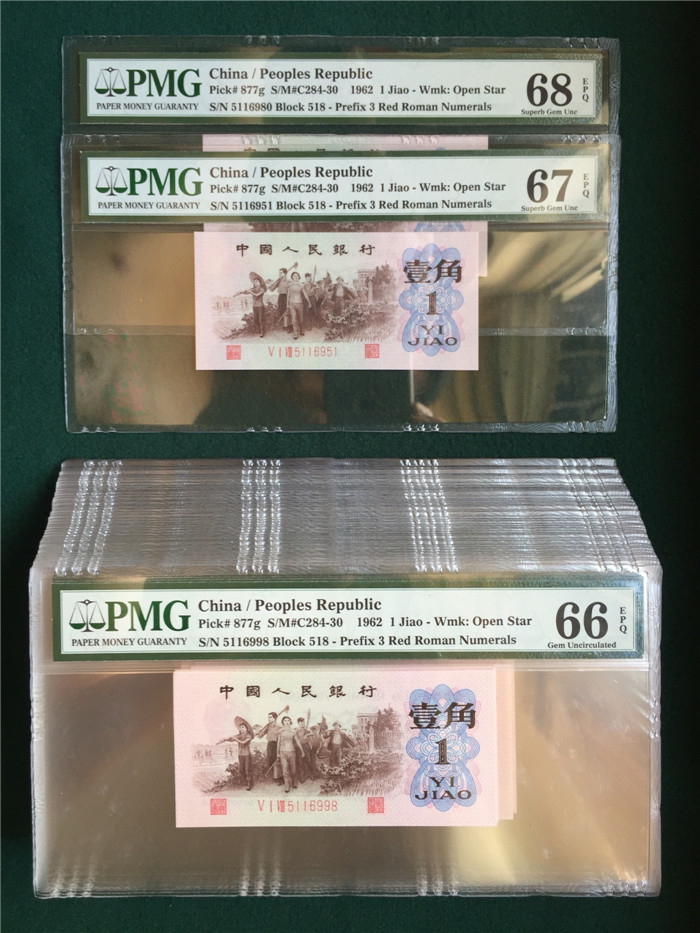 PMG
PAPER MONEY GUARANTY
China / Peoples Republic
Pick# 877g S/M#C284-30 1962 1 Jiao - Wmk: Open Star
S/N 5116980 Block 518 - Prefix 3 Red Roman Numerals
68
EPQ
Superb Gem Unc
PMG
PAPER MONEY GUARANTY
China / Peoples Republic
Pick# 877g S/M#C284-30 1962 1 Jiao - Wmk: Open Star
S/N 5116951 Block 518 - Prefix 3 Red Roman Numerals
67
EPQ
Superb Gem Unc
中國人民銀行
壹角
1
YI
JIAO
V I VIII 5116951
PMG
PAPER MONEY GUARANTY
China / Peoples Republic
Pick# 877g S/M#C284-30 1962 1 Jiao - Wmk: Open Star
S/N 5116998 Block 518 - Prefix 3 Red Roman Numerals
66
EPQ
Gem Uncirculated
中國人民銀行
壹角
1
YI
JIAO
V I VIII 5116998